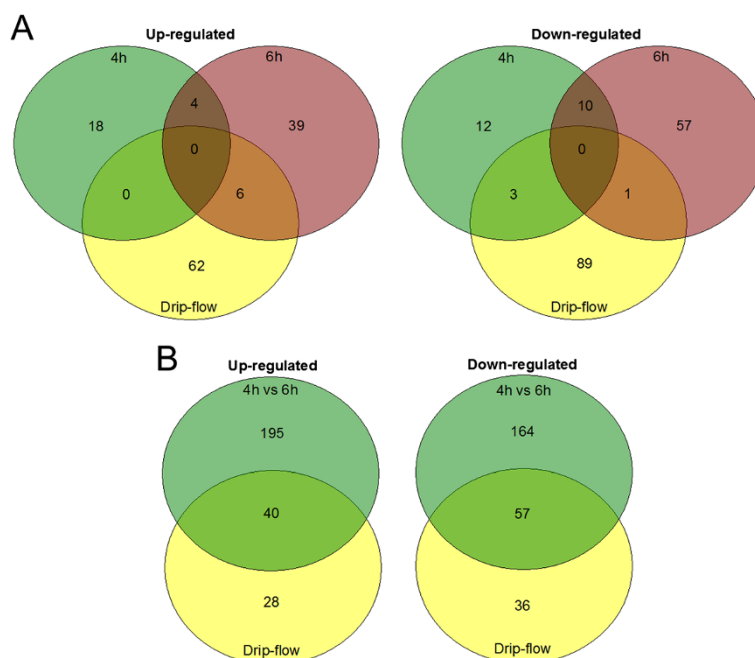 A
Up-regulated
4h
6h
4
18
39
0
0
6
62
Drip-flow
Down-regulated
4h
6h
10
12
57
0
3
1
89
Drip-flow
B
Up-regulated
4h vs 6h
195
40
28
Drip-flow
Down-regulated
4h vs 6h
164
57
36
Drip-flow